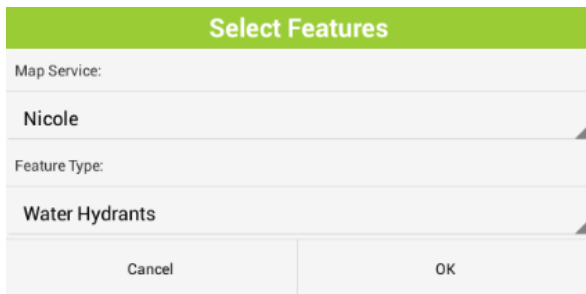 Select Features
Map Service:
Nicole
Feature Type:
Water Hydrants
Cancel OK